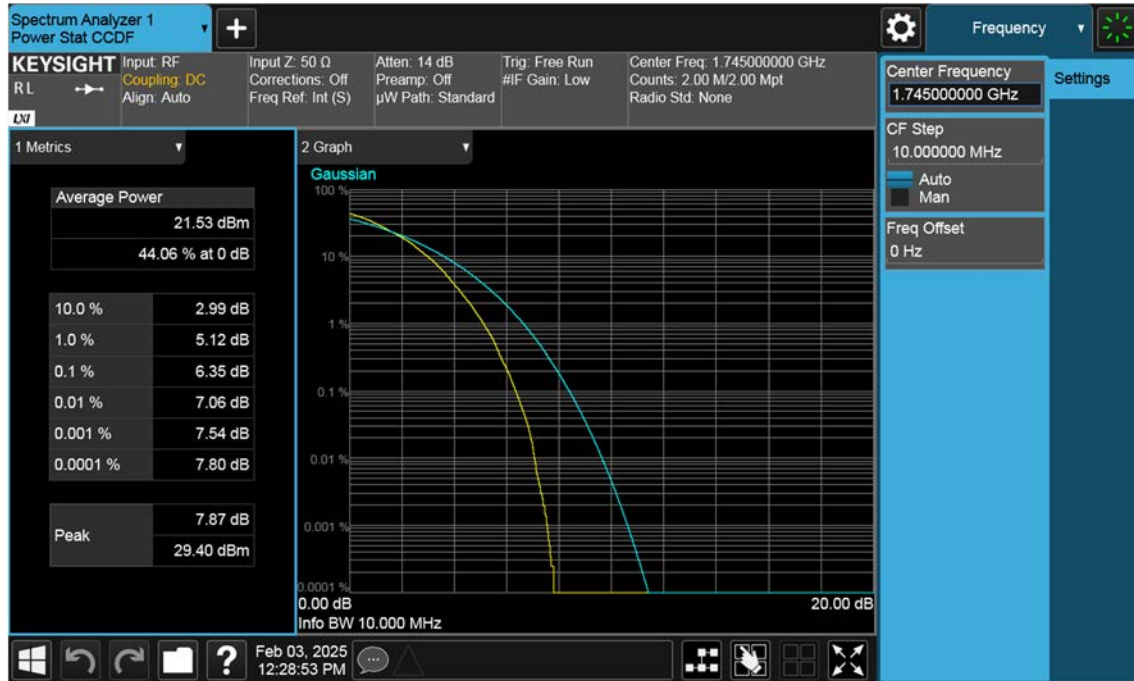 Spectrum Analyzer 1
Power Stat CCDF
+
Frequency
KEYSIGHT
RL
LXI
Input: RF
Coupling: DC
Align: Auto
Input Z: 50 Ω
Corrections: Off
Freq Ref: Int (S)
Atten: 14 dB
Preamp: Off
µW Path: Standard
Trig: Free Run
#IF Gain: Low
Center Freq: 1.745000000 GHz
Counts: 2.00 M/2.00 Mpt
Radio Std: None
Center Frequency
1.745000000 GHz
Settings
CF Step
10.000000 MHz
Auto
Man
Freq Offset
0 Hz
1 Metrics
Average Power
21.53 dBm
44.06 % at 0 dB
10.0 % 2.99 dB
1.0 % 5.12 dB
0.1 % 6.35 dB
0.01 % 7.06 dB
0.001 % 7.54 dB
0.0001 % 7.80 dB
Peak
7.87 dB
29.40 dBm
2 Graph
Gaussian
100 %
10 %
1 %
0.1 %
0.01 %
0.001 %
0.0001 %
0.00 dB 20.00 dB
Info BW 10.000 MHz
?
Feb 03, 2025
12:28:53 PM